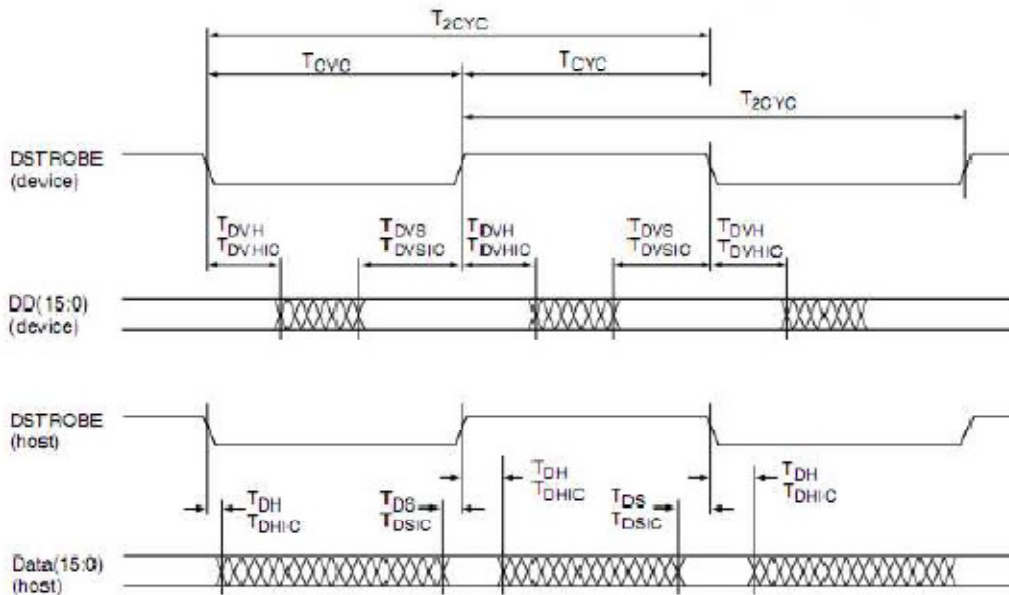 T2CYC
TCYC TCYC
T2CYC
DSTROBE
(device)
TDVH TDVS TDVH TDVS TDVH
TDVHIC TDVSIC TDVHIC TDVSIC TDVHIC
DD(15:0)
(device)
DSTROBE
(host)
TDH TDS TDH TDS TDH
TDHIC TDSIC TDHIC TDSIC TDHIC
Data(15:0)
(host)